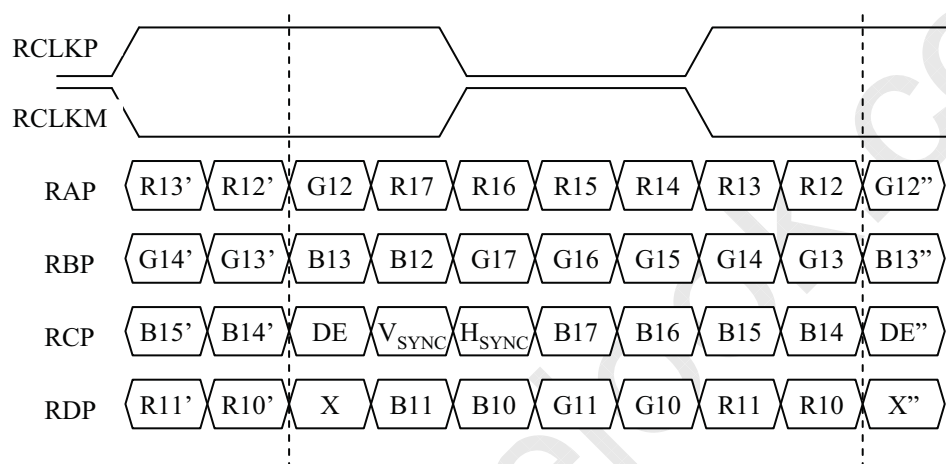 RCLKP
RCLKM
RAP R13’ R12’ G12 R17 R16 R15 R14 R13 R12 G12”
RBP G14’ G13’ B13 B12 G17 G16 G15 G14 G13 B13”
RCP B15’ B14’ DE VSYNC HSYNC B17 B16 B15 B14 DE”
RDP R11’ R10’ X B11 B10 G11 G10 R11 R10 X”